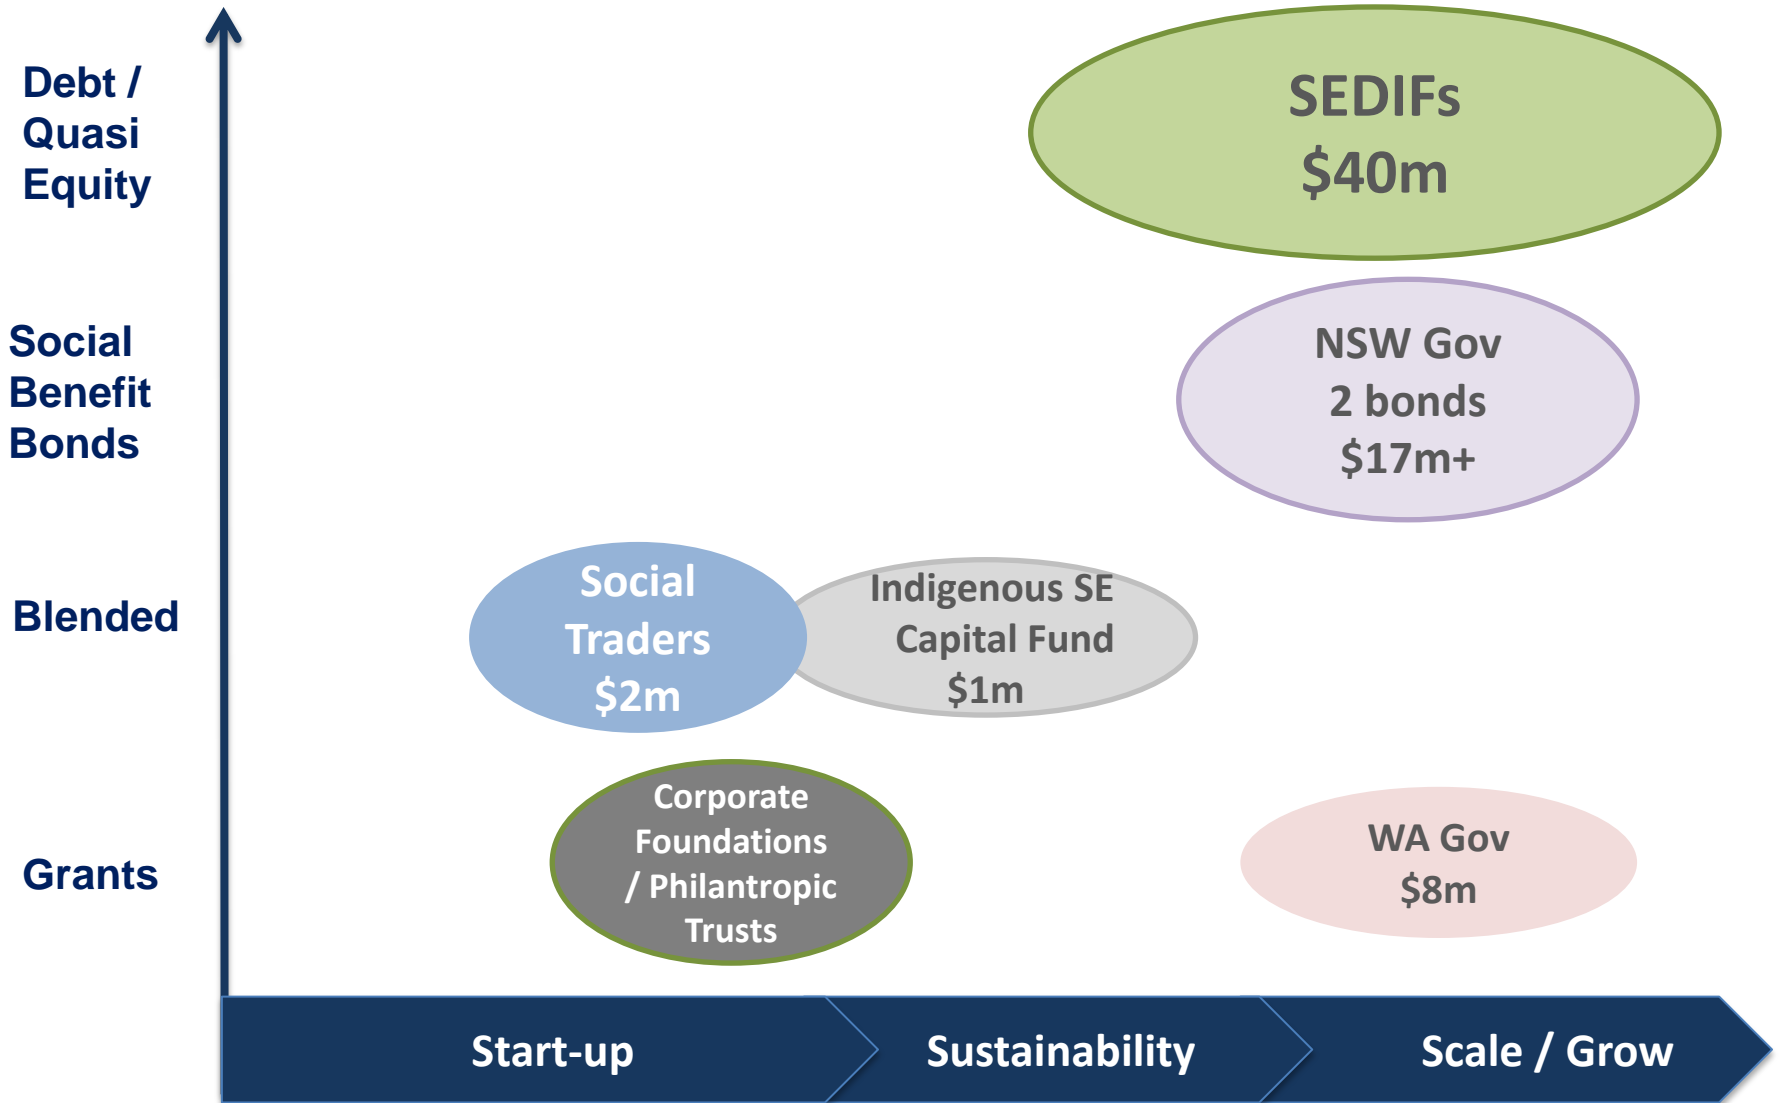 Debt /
Quasi
Equity
SEDIFs
$40m
Social
Benefit
Bonds
NSW Gov
2 bonds
$17m+
Blended
Social
Traders
$2m
Indigenous SE
Capital Fund
$1m
Grants
Corporate
Foundations
/ Philantropic
Trusts
WA Gov
$8m
Start-up
Sustainability
Scale / Grow